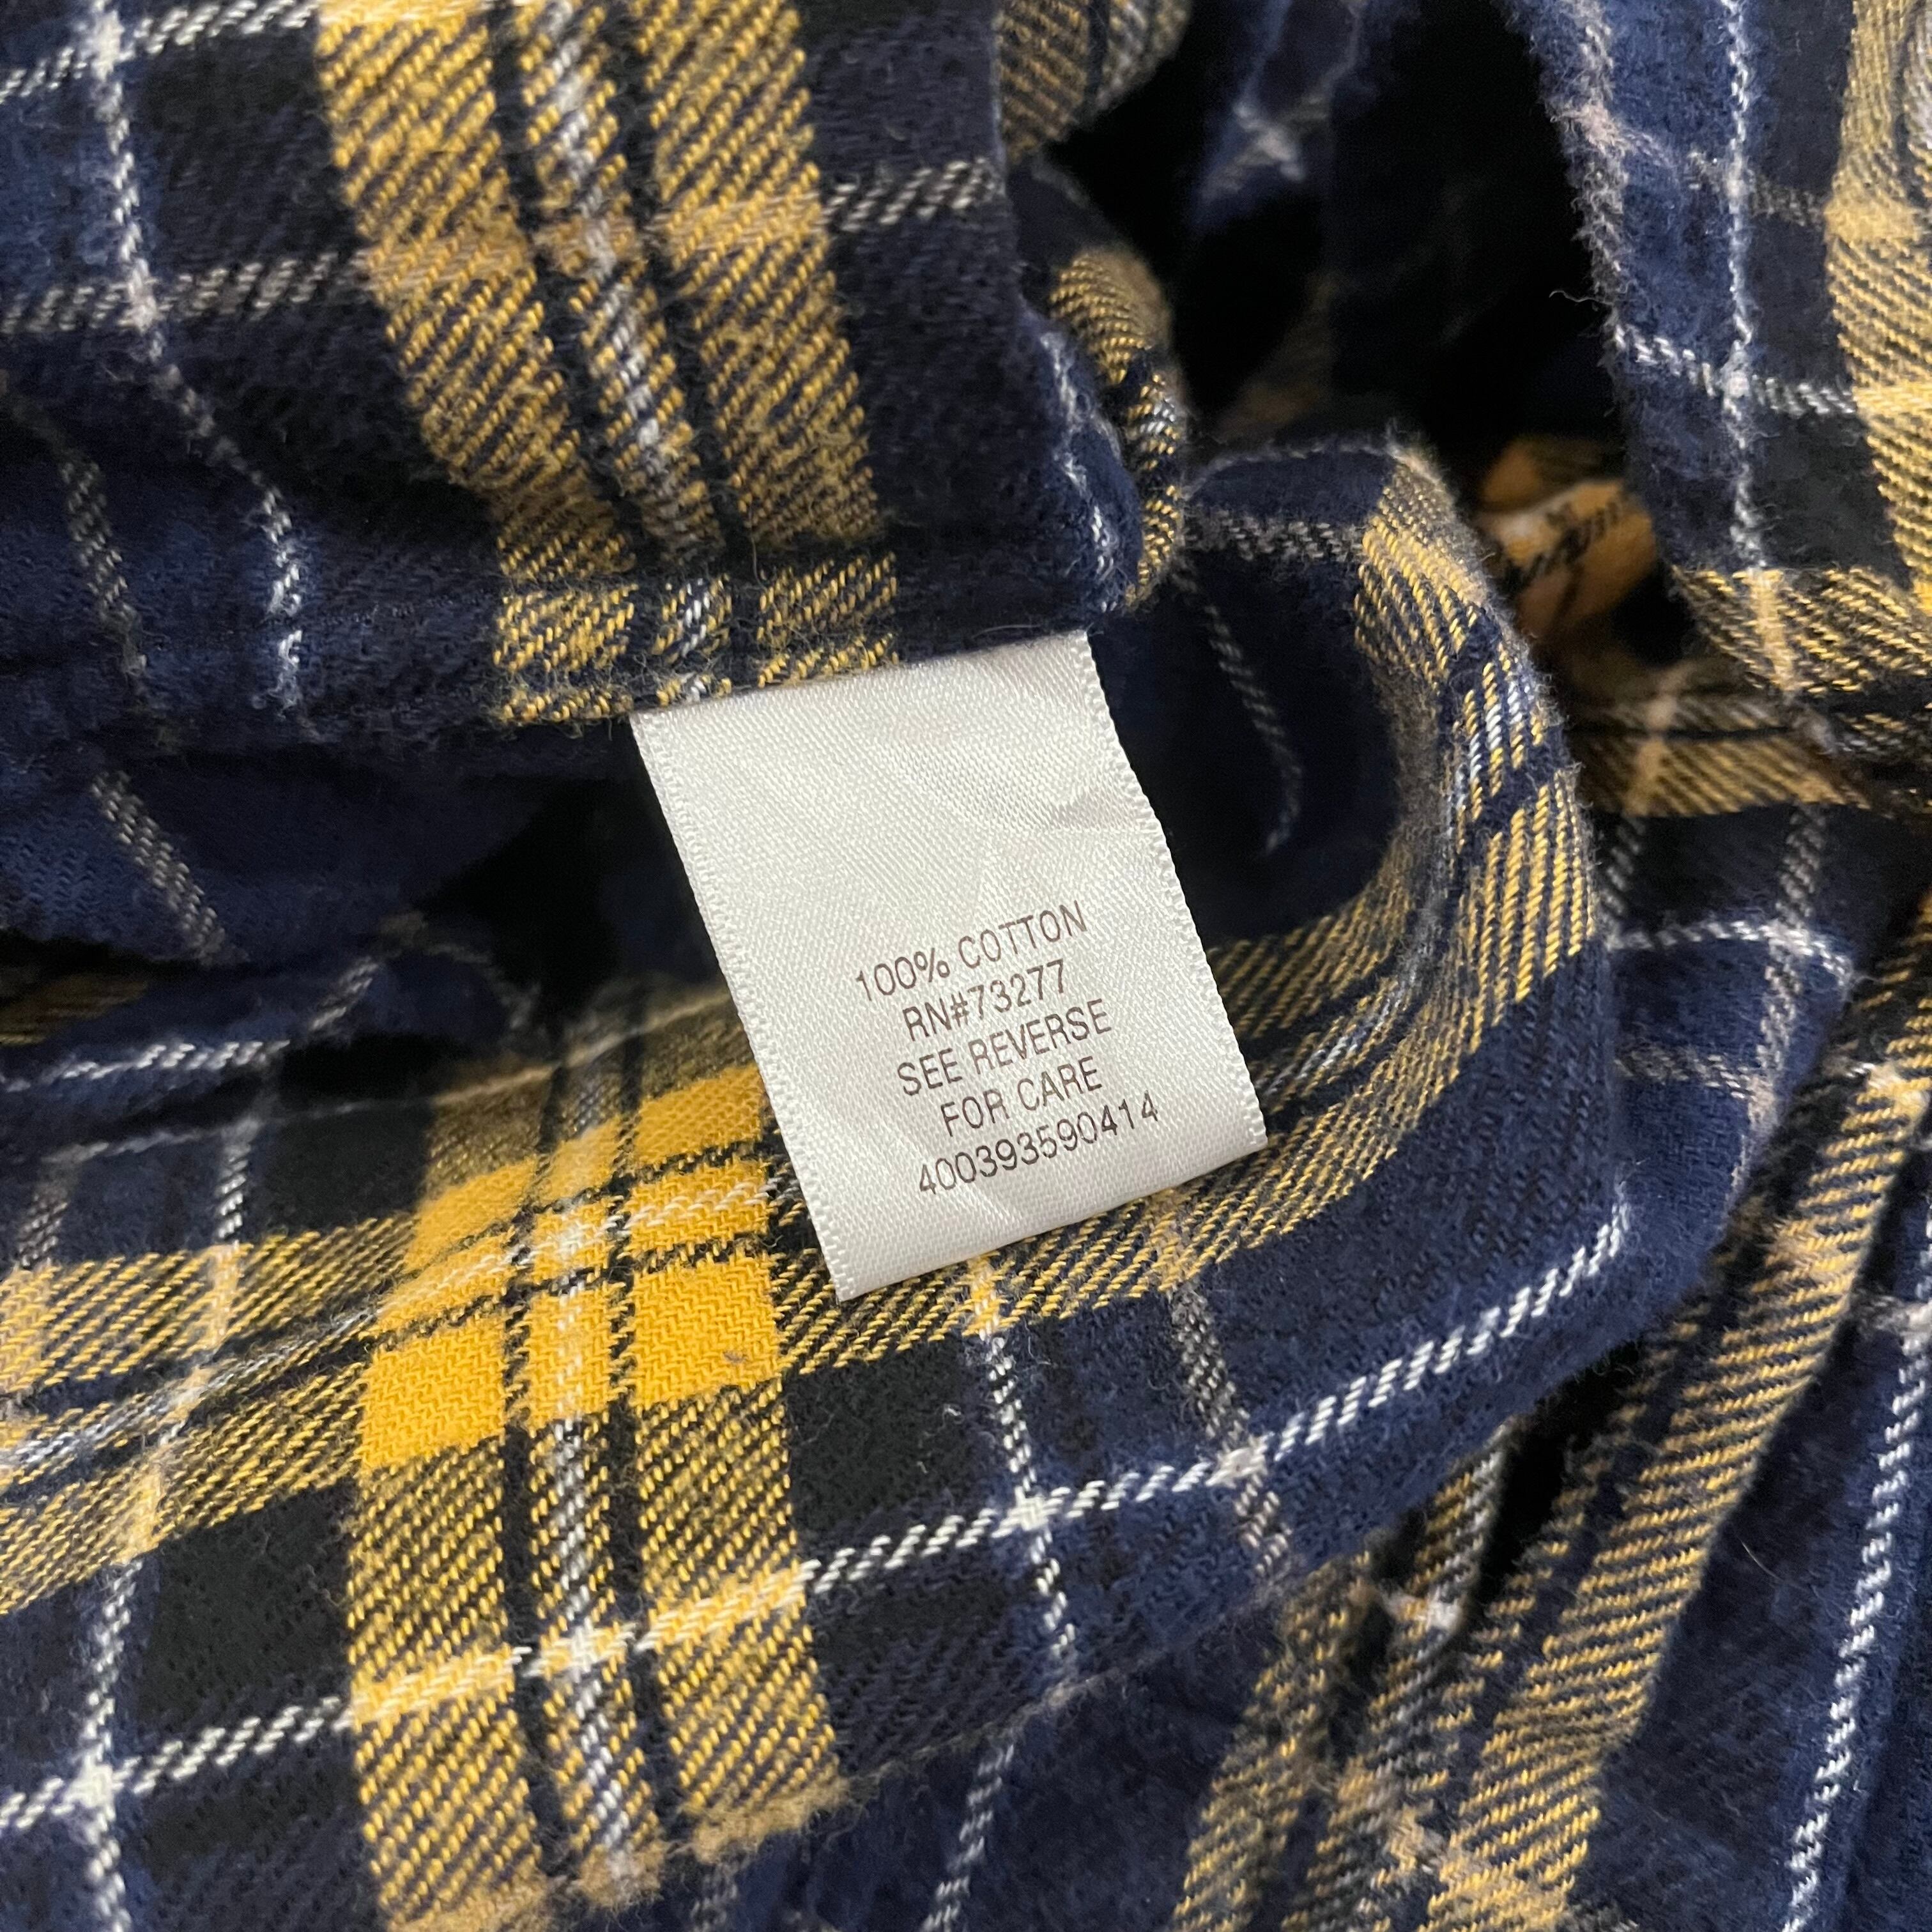 100% COTTON
RN#73277
SEE REVERSE
FOR CARE
400393590414